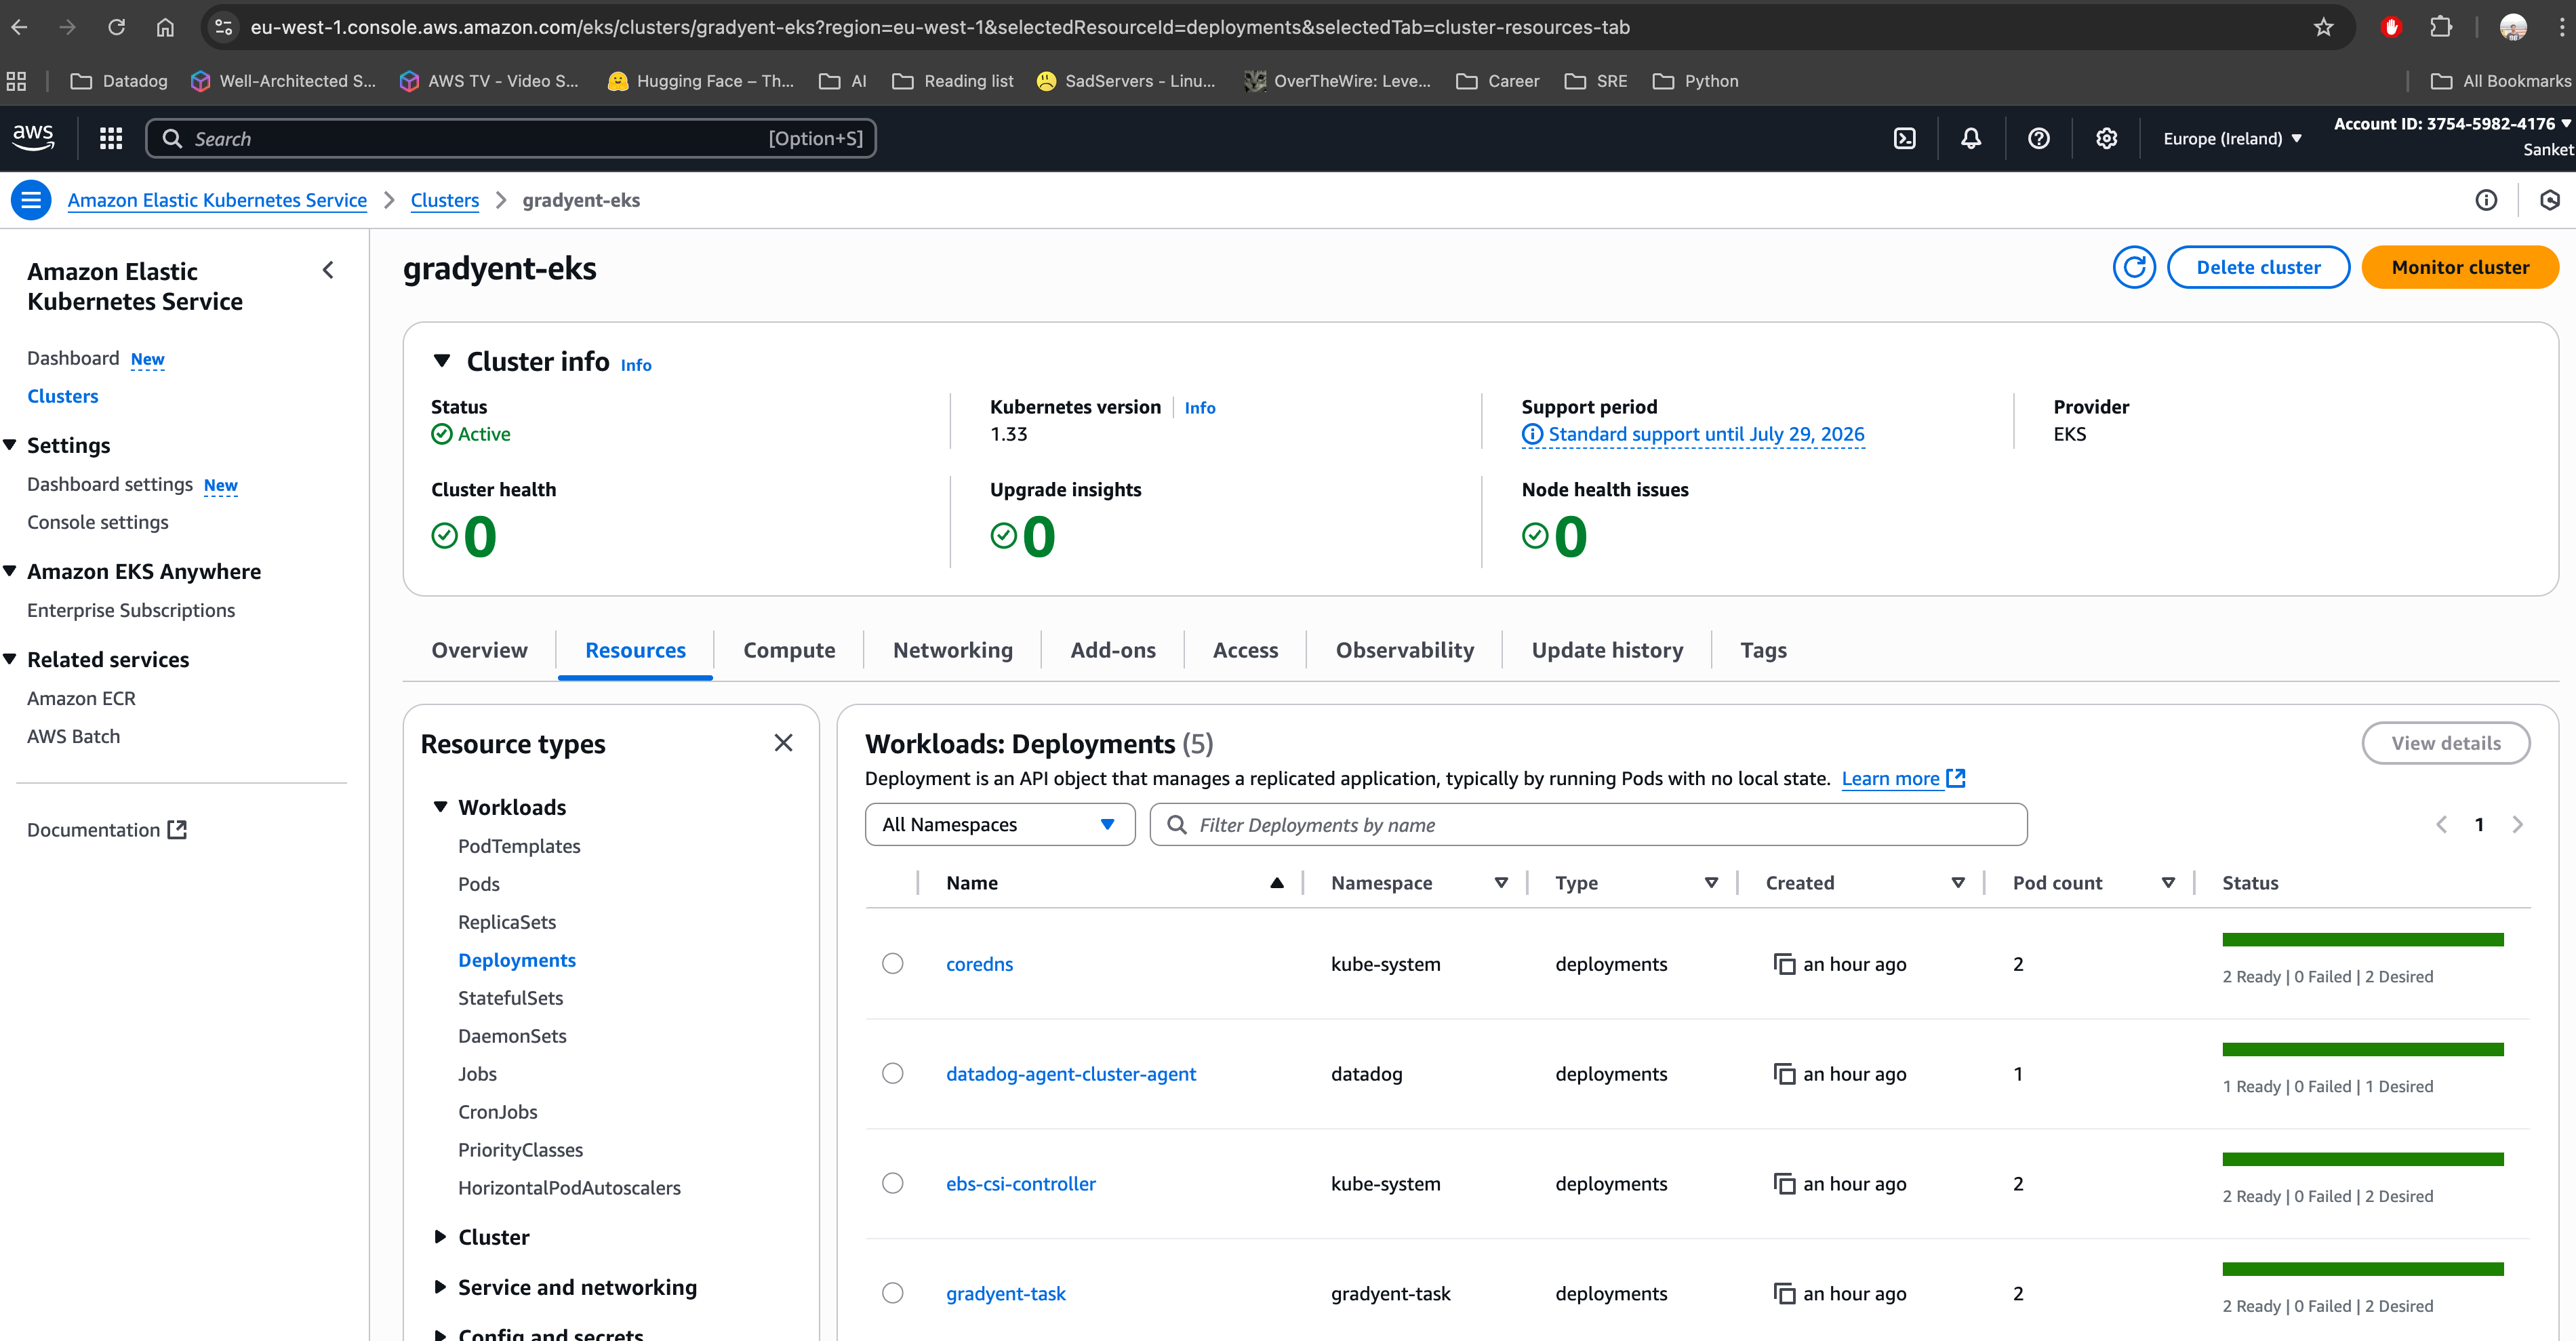 eu-west-1.console.aws.amazon.com/eks/clusters/gradyent-eks?region=eu-west-1&selectedResourceId=deployments&selectedTab=cluster-resources-tab
Datadog
Well-Architected S...
AWS TV - Video S...
Hugging Face – Th...
AI
Reading list
SadServers - Linu...
OverTheWire: Leve...
Career
SRE
Python
All Bookmarks
aws
Search
[Option+S]
Europe (Ireland)
Account ID: 3754-5982-4176
Sanket
Amazon Elastic Kubernetes Service
Clusters
gradyent-eks
Amazon Elastic
Kubernetes Service
Dashboard New
Clusters
Settings
Dashboard settings New
Console settings
Amazon EKS Anywhere
Enterprise Subscriptions
Related services
Amazon ECR
AWS Batch
Documentation
gradyent-eks
Delete cluster
Monitor cluster
Cluster info Info
Status
Active
Kubernetes version Info
1.33
Support period
Standard support until July 29, 2026
Provider
EKS
Cluster health
0
Upgrade insights
0
Node health issues
0
Overview
Resources
Compute
Networking
Add-ons
Access
Observability
Update history
Tags
Resource types
Workloads
PodTemplates
Pods
ReplicaSets
Deployments
StatefulSets
DaemonSets
Jobs
CronJobs
PriorityClasses
HorizontalPodAutoscalers
Cluster
Service and networking
Config and secrets
Workloads: Deployments (5)
View details
Deployment is an API object that manages a replicated application, typically by running Pods with no local state. Learn more
All Namespaces
Filter Deployments by name
1
Name Namespace Type Created Pod count Status
coredns kube-system deployments an hour ago 2
2 Ready | 0 Failed | 2 Desired
datadog-agent-cluster-agent datadog deployments an hour ago 1
1 Ready | 0 Failed | 1 Desired
ebs-csi-controller kube-system deployments an hour ago 2
2 Ready | 0 Failed | 2 Desired
gradyent-task gradyent-task deployments an hour ago 2
2 Ready | 0 Failed | 2 Desired